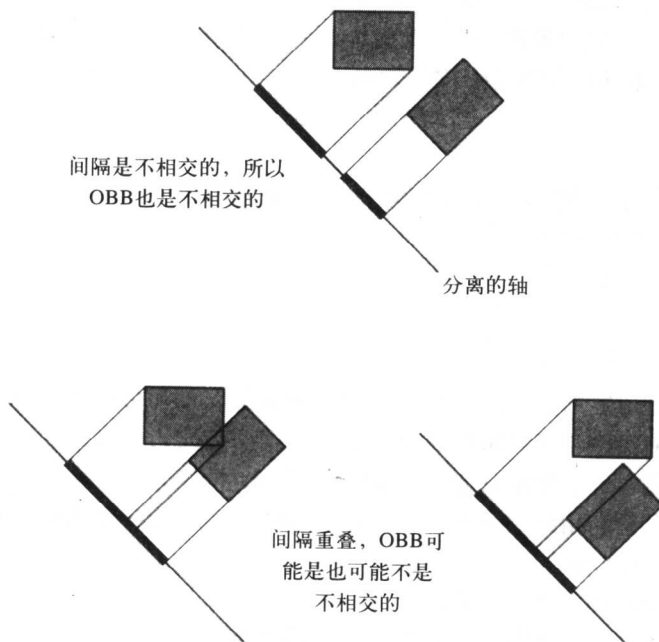 间隔是不相交的，所以
OBB也是不相交的
分离的轴
间隔重叠，OBB可
能是也可能不是
不相交的